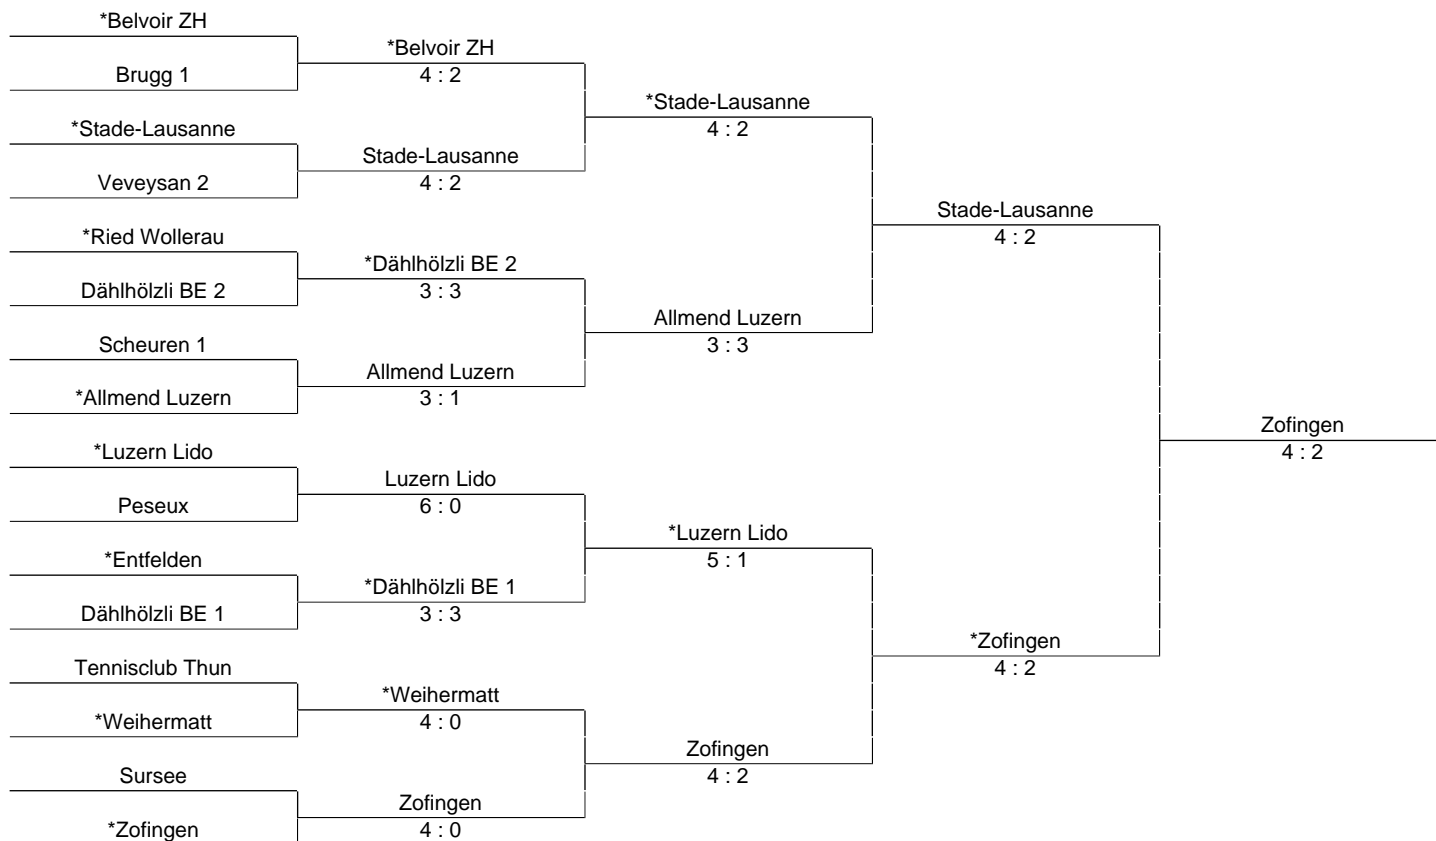 *Belvoir ZH
Brugg 1
*Stade-Lausanne
Veveysan 2
*Ried Wollerau
Dählhölzli BE 2
Scheuren 1
*Allmend Luzern
*Luzern Lido
Peseux
*Entfelden
Dählhölzli BE 1
Tennisclub Thun
*Weihermatt
Sursee
*Zofingen
*Belvoir ZH
4 : 2
Stade-Lausanne
4 : 2
*Dählhölzli BE 2
3 : 3
Allmend Luzern
3 : 1
Luzern Lido
6 : 0
*Dählhölzli BE 1
3 : 3
*Weihermatt
4 : 0
Zofingen
4 : 0
*Stade-Lausanne
4 : 2
Allmend Luzern
3 : 3
*Luzern Lido
5 : 1
Zofingen
4 : 2
Stade-Lausanne
4 : 2
*Zofingen
4 : 2
Zofingen
4 : 2